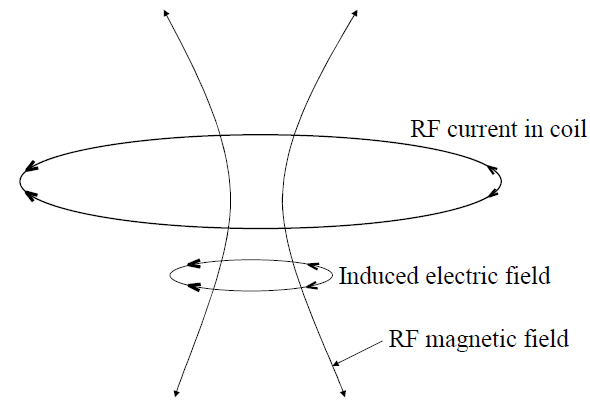 RF current in coil
Induced electric field
RF magnetic field